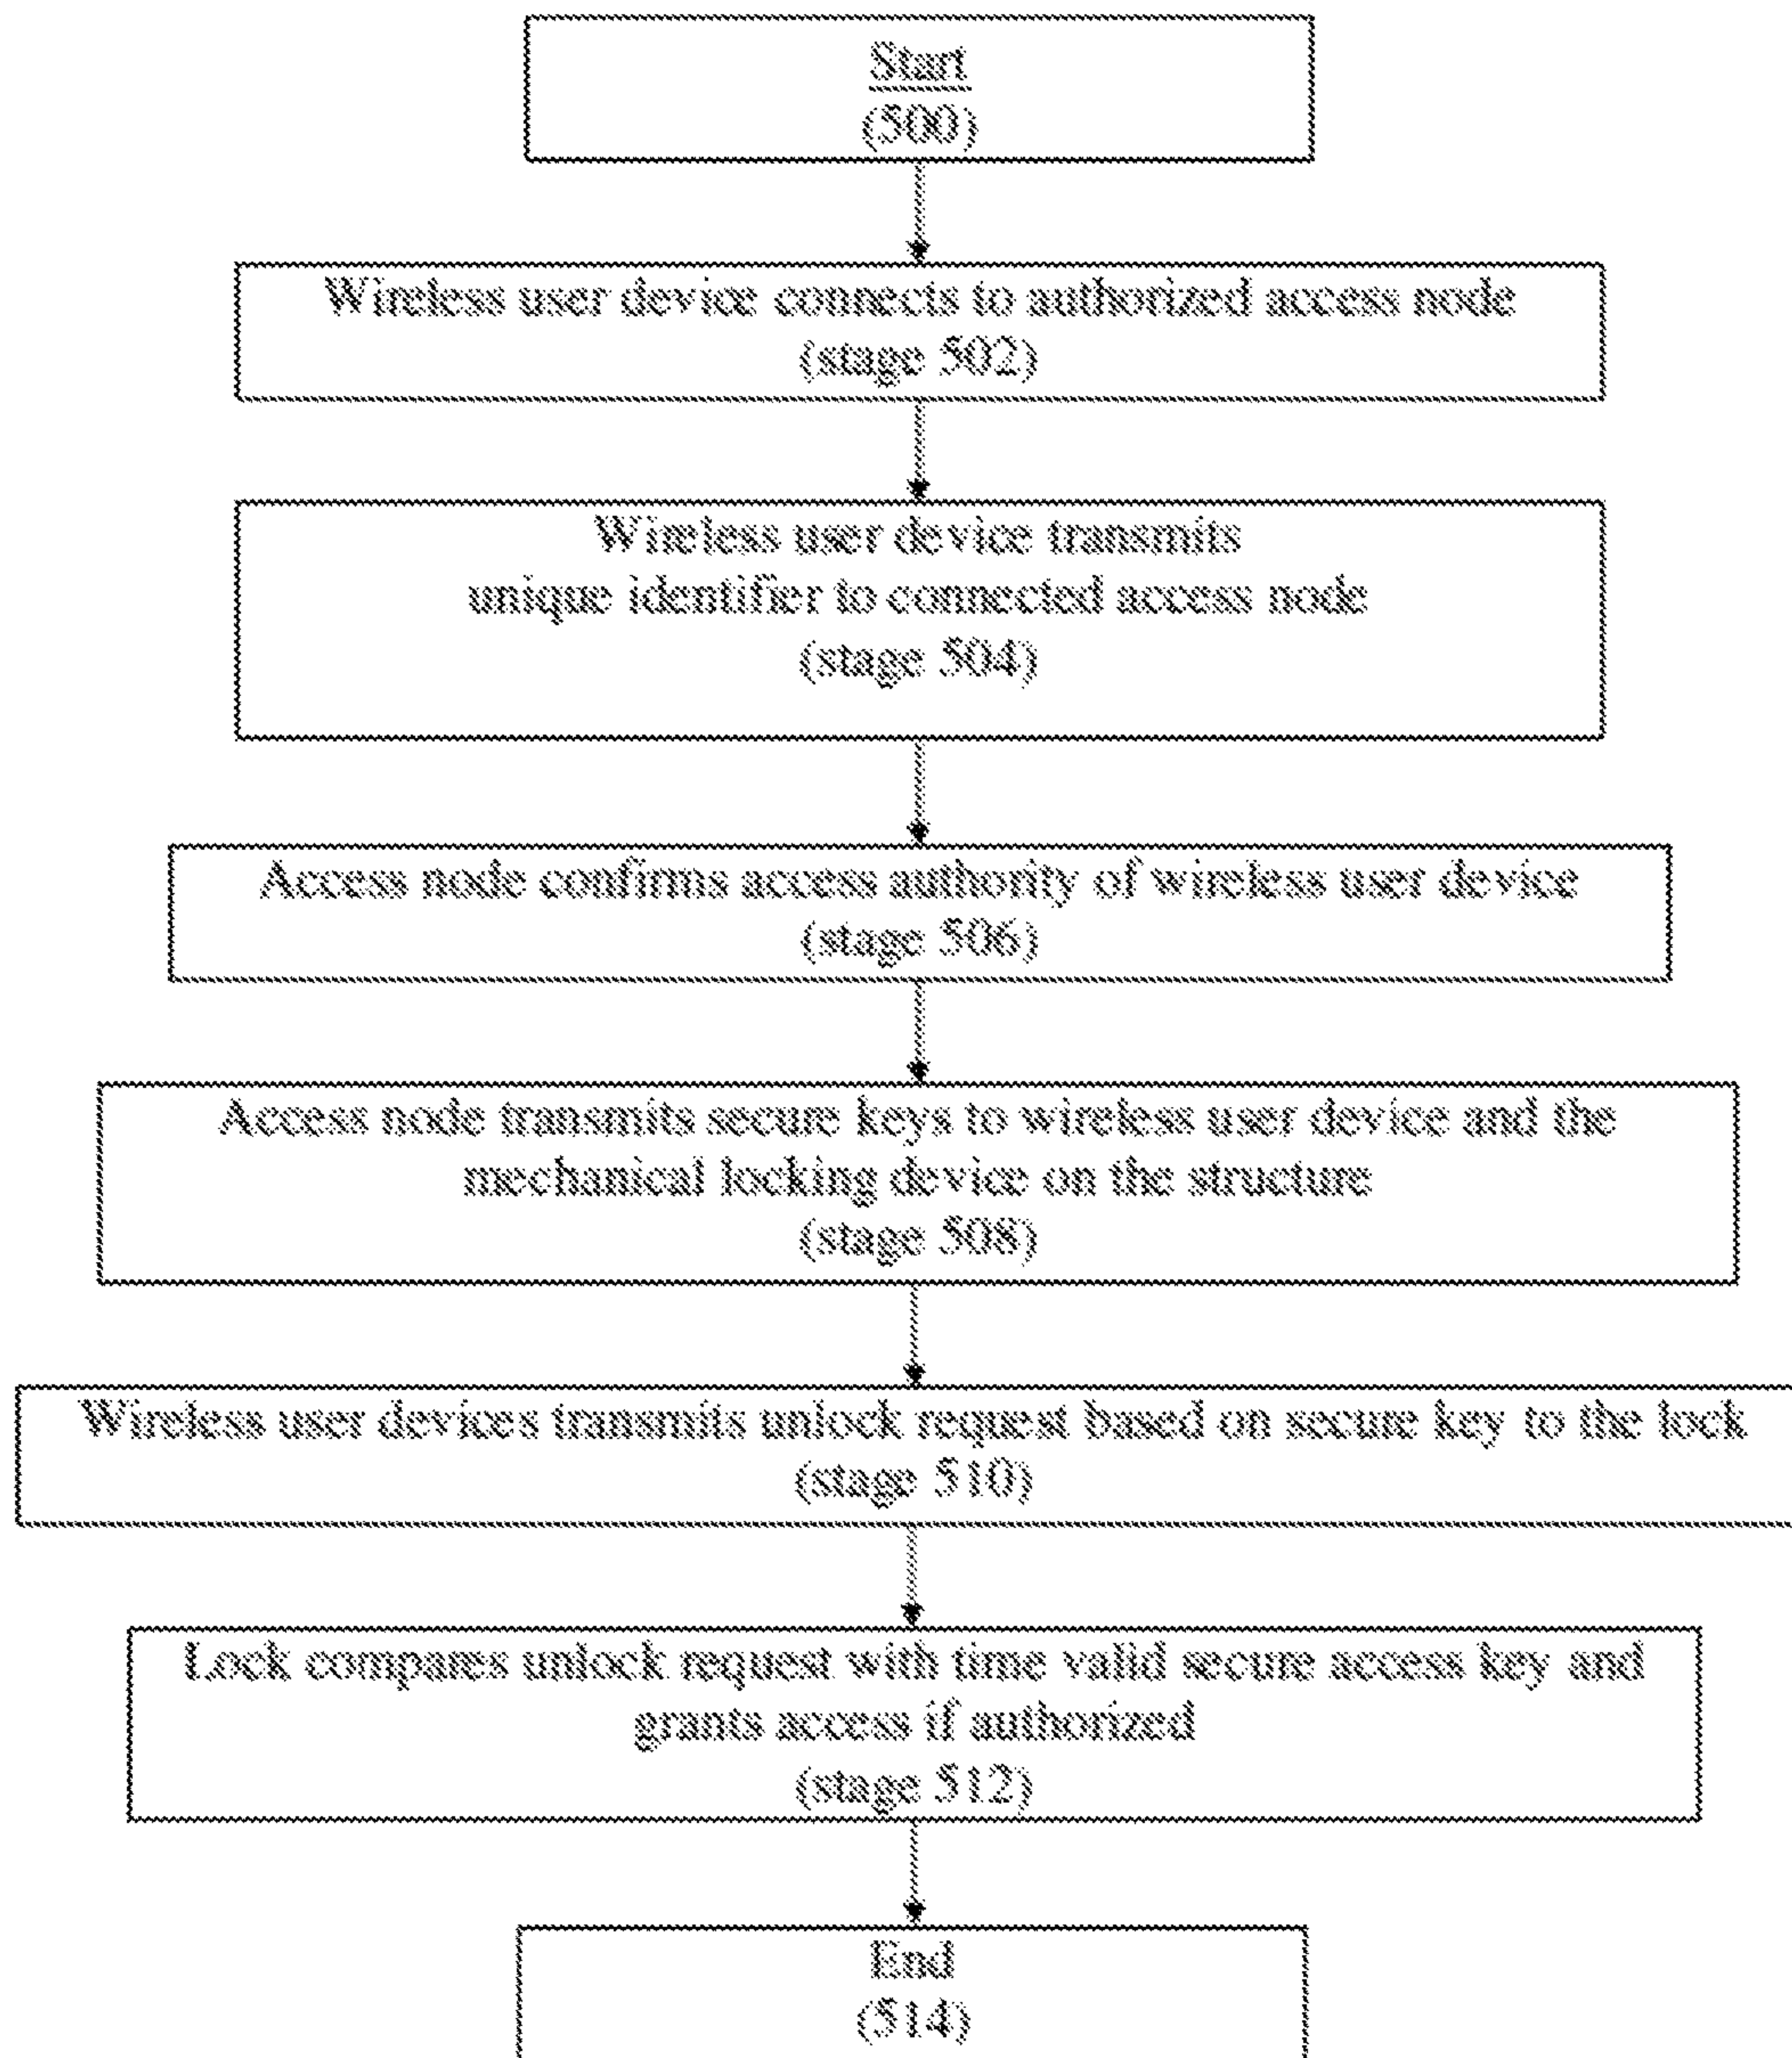 Start
(500)
Wireless user device connects to authorized access node
(stage 502)
Wireless user device transmits
unique identifier to connected access node
(stage 504)
Access node confirms access authority of wireless user device
(stage 506)
Access node transmits secure keys to wireless user device and the
mechanical locking device on the structure
(stage 508)
Wireless user devices transmits unlock request based on secure key to the lock
(stage 510)
Lock compares unlock request with time valid secure access key and
grants access if authorized
(stage 512)
End
(514)